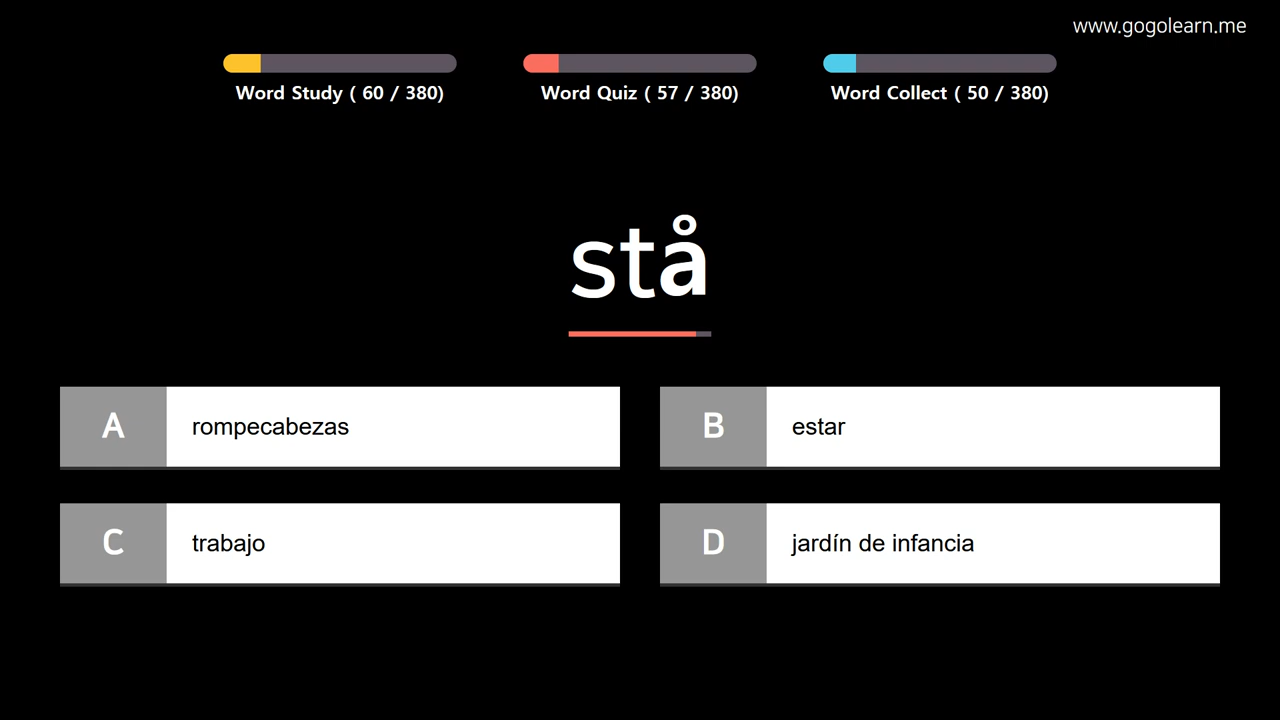 www.gogolearn.me
Word Study ( 60 / 380)
Word Quiz ( 57 / 380)
Word Collect ( 50 / 380)
stå
A rompecabezas
B estar
C trabajo
D jardín de infancia